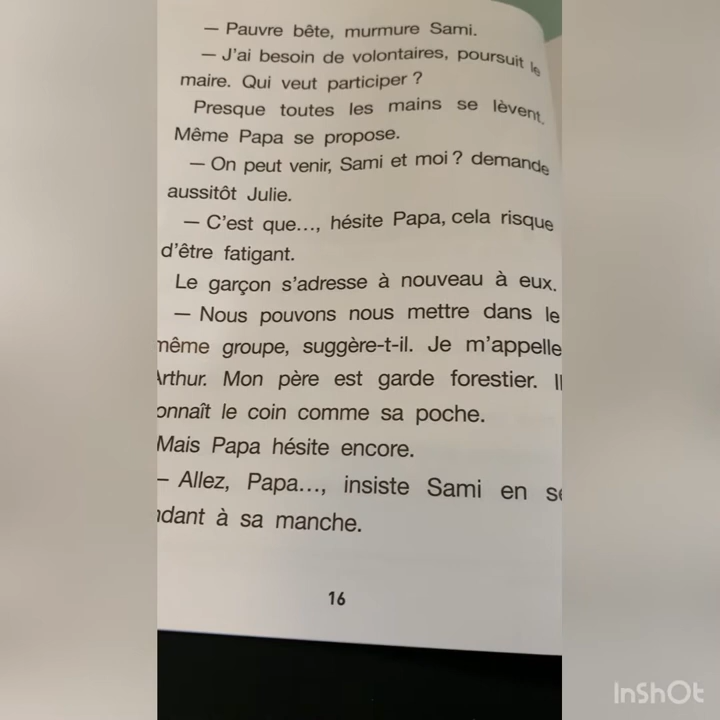 — Pauvre bête, murmure Sami.
— J'ai besoin de volontaires, poursuit le
maire. Qui veut participer ?
Presque toutes les mains se lèvent.
Même Papa se propose.
— On peut venir, Sami et moi ? demande
aussitôt Julie.
— C'est que..., hésite Papa, cela risque
d'être fatigant.
Le garçon s'adresse à nouveau à eux.
— Nous pouvons nous mettre dans le
même groupe, suggère-t-il. Je m'appelle
Arthur. Mon père est garde forestier. Il
onnaît le coin comme sa poche.
Mais Papa hésite encore.
— Allez, Papa..., insiste Sami en se
ndant à sa manche.
16
InShOt